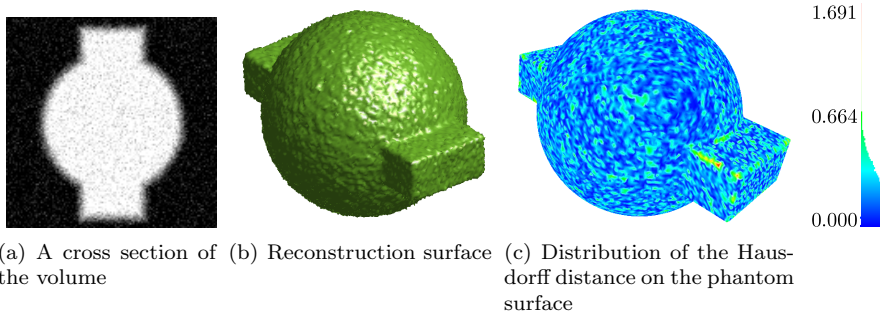 1.691
0.664
0.000
(a) A cross section of
the volume
(b) Reconstruction surface
(c) Distribution of the Haus-
dorff distance on the phantom
surface